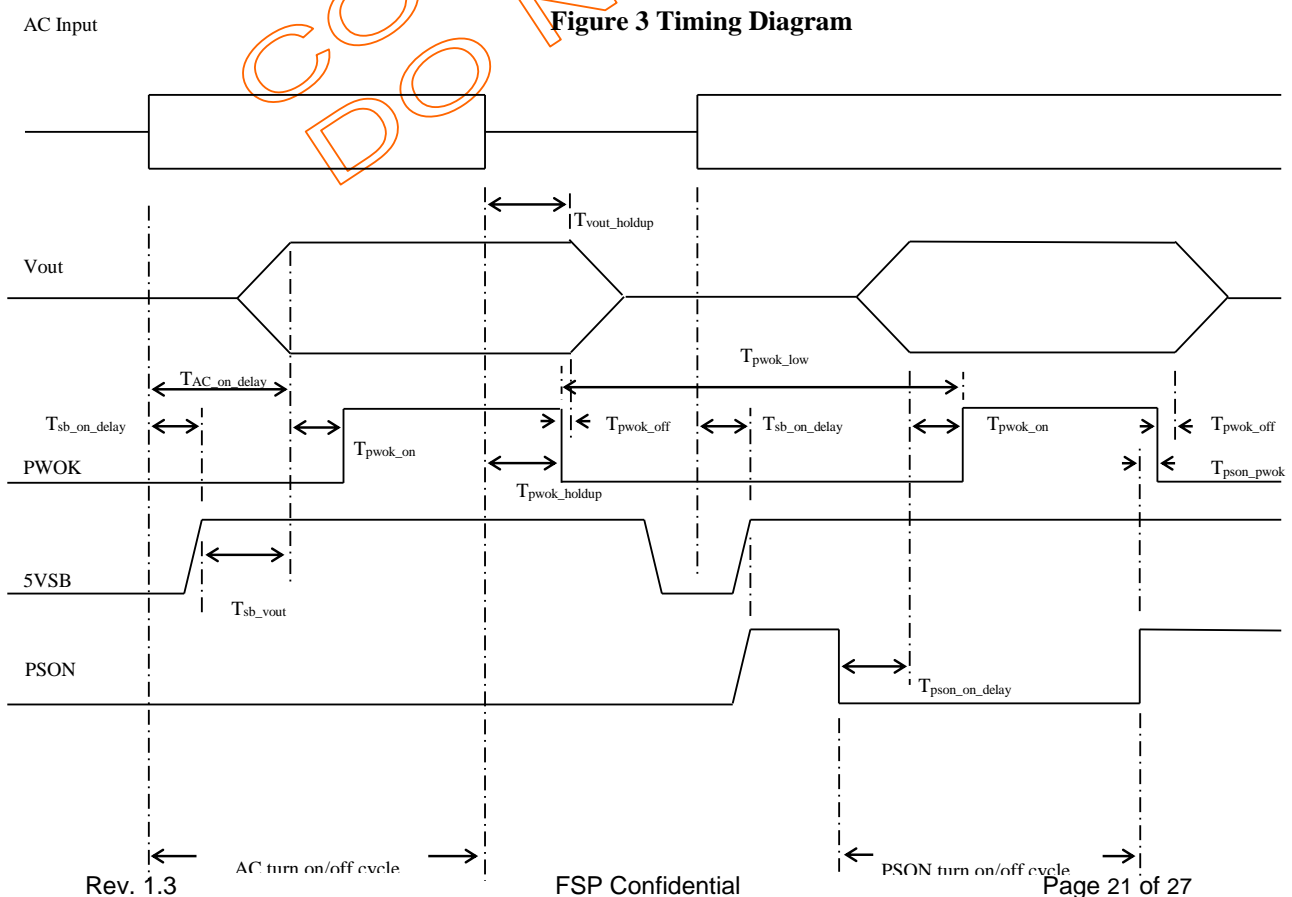 AC Input
Figure 3 Timing Diagram
Tvout_holdup
Vout
Tpwok_low
TAC_on_delay
Tsb_on_delay
Tpwok_on
Tpwok_off
Tsb_on_delay
Tpwok_on
Tpwok_off
PWOK
Tpwok_holdup
Tpson_pwok
5VSB
Tsb_vout
PSON
Tpson_on_delay
AC turn on/off cycle
PSON turn on/off cycle
Rev. 1.3
FSP Confidential
Page 21 of 27